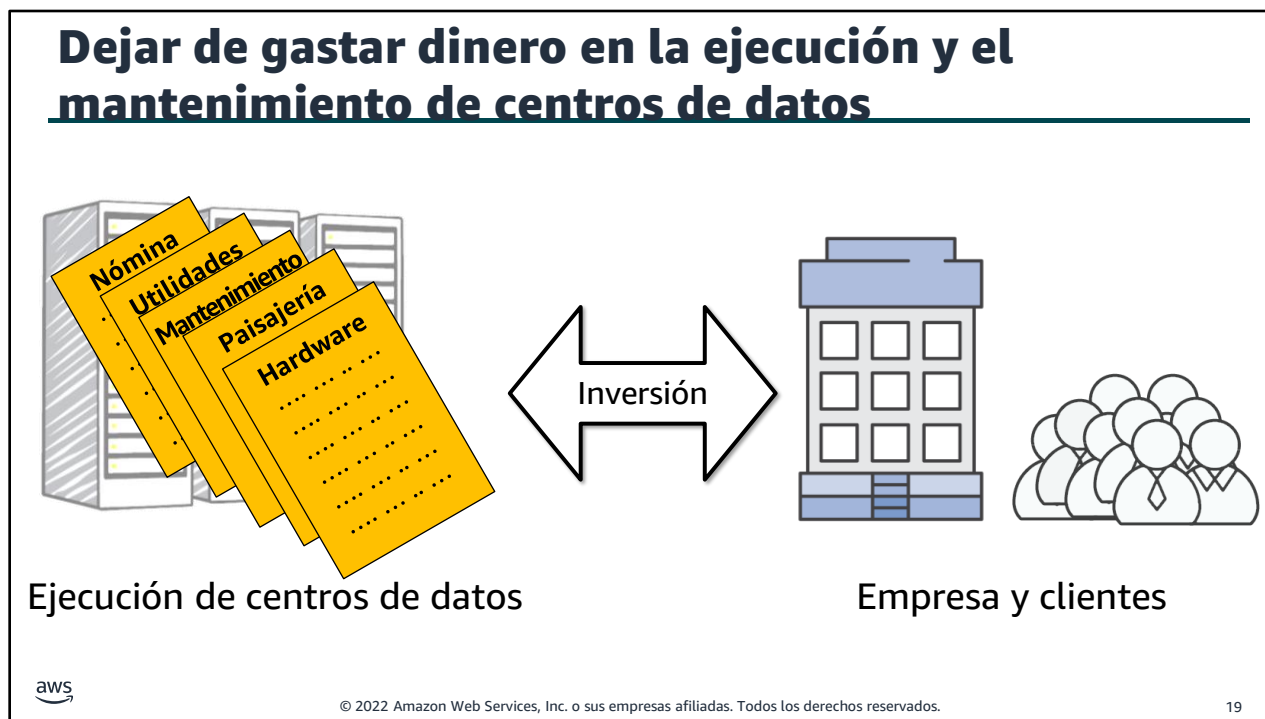 Dejar de gastar dinero en la ejecución y el
mantenimiento de centros de datos
Nómina
Utilidades
Mantenimiento
Paisajería
Hardware
Inversión
Ejecución de centros de datos
Empresa y clientes
aws
© 2022 Amazon Web Services, Inc. o sus empresas afiliadas. Todos los derechos reservados.
19